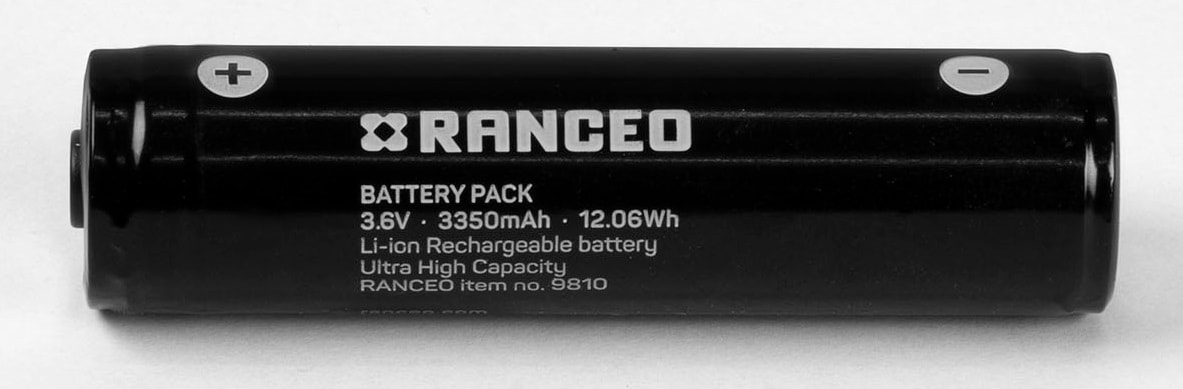 + −
RANCEO
BATTERY PACK
3.6V · 3350mAh · 12.06Wh
Li-ion Rechargeable battery
Ultra High Capacity
RANCEO item no. 9810